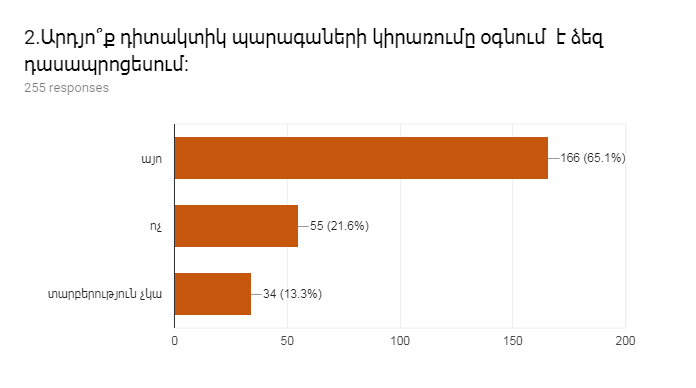 2.Արդյո՞ք դիտակտիկ պարագաների կիրառումը օգնում է ձեզ
դասապրոցեսում:
255 responses
այո
166 (65.1%)
ոչ
55 (21.6%)
տարբերություն չկա
34 (13.3%)
0 50 100 150 200